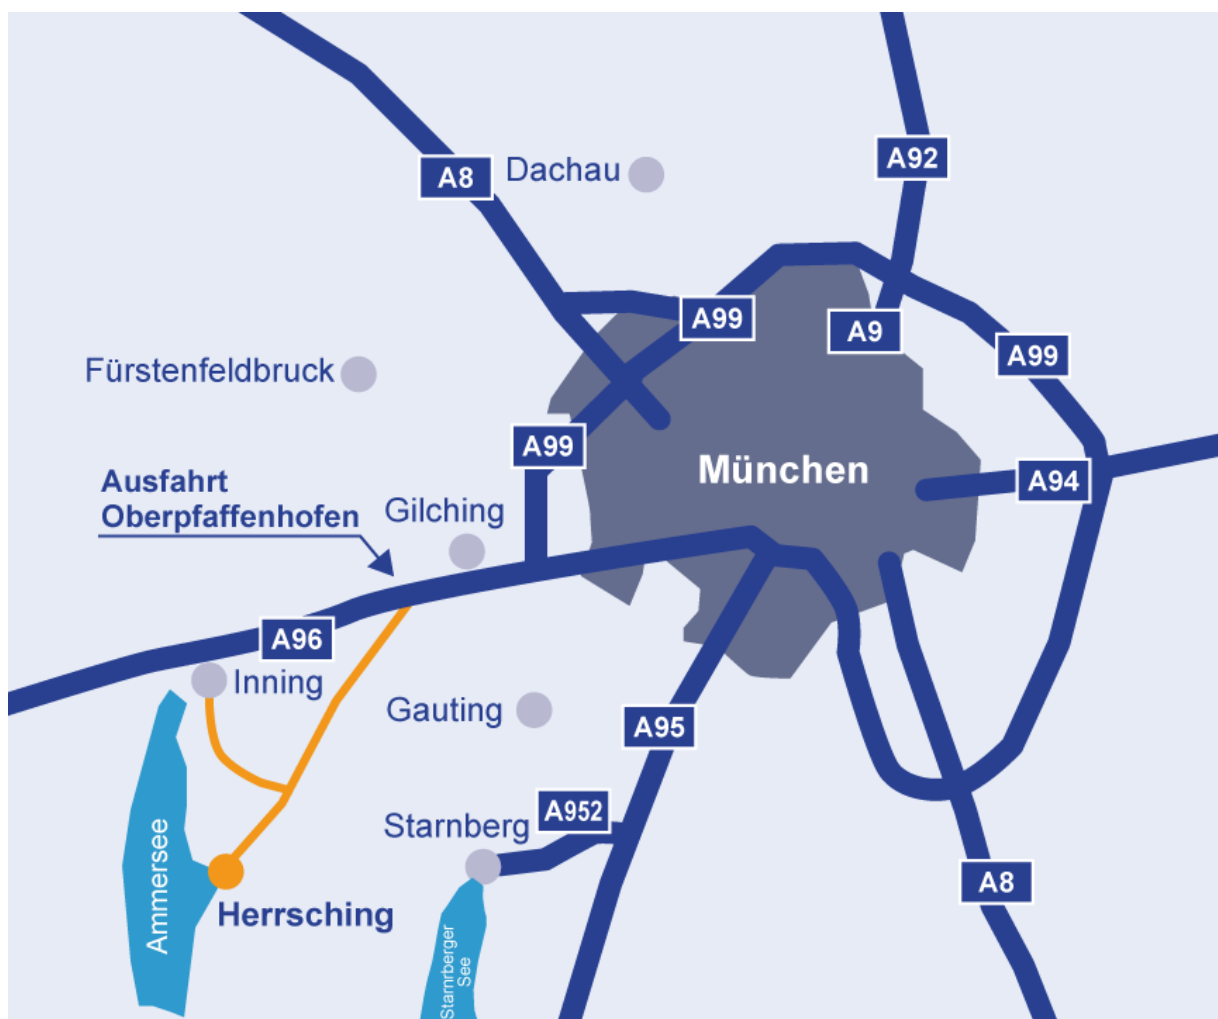 A92
Dachau
A8
A99
A9
A99
Fürstenfeldbruck
A99
München
Ausfahrt
Oberpfaffenhofen
A94
Gilching
A96
Inning
Gauting
A95
A952
Starnberg
Ammersee
A8
Herrsching
Starnrberger
See